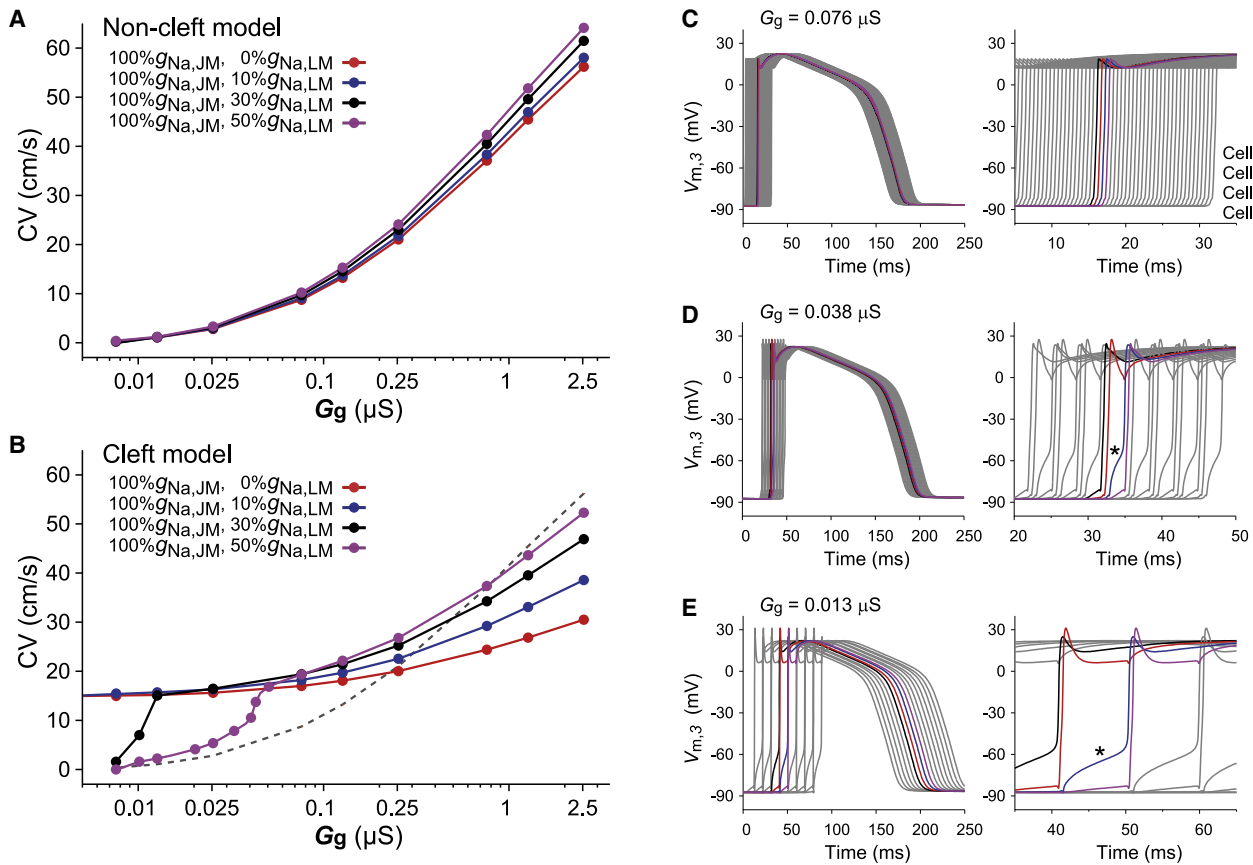 A
Non-cleft model
100%gNa,JM, 0%gNa,LM
100%gNa,JM, 10%gNa,LM
100%gNa,JM, 30%gNa,LM
100%gNa,JM, 50%gNa,LM
CV (cm/s)
60
50
40
30
20
10
0
0.01 0.025 0.1 0.25 1 2.5
Gg (µS)
B
Cleft model
100%gNa,JM, 0%gNa,LM
100%gNa,JM, 10%gNa,LM
100%gNa,JM, 30%gNa,LM
100%gNa,JM, 50%gNa,LM
CV (cm/s)
60
50
40
30
20
10
0
0.01 0.025 0.1 0.25 1 2.5
Gg (µS)
C
Gg = 0.076 µS
Vm,3 (mV)
30
0
-30
-60
-90
0 50 100 150 200 250
Time (ms)
30
0
-30
-60
-90
Cell
Cell
Cell
Cell
10 20 30
Time (ms)
D
Gg = 0.038 µS
Vm,3 (mV)
30
0
-30
-60
-90
0 50 100 150 200 250
Time (ms)
30
0
-30
-60
-90
*
20 30 40 50
Time (ms)
E
Gg = 0.013 µS
Vm,3 (mV)
30
0
-30
-60
-90
0 50 100 150 200 250
Time (ms)
30
0
-30
-60
-90
*
40 50 60
Time (ms)